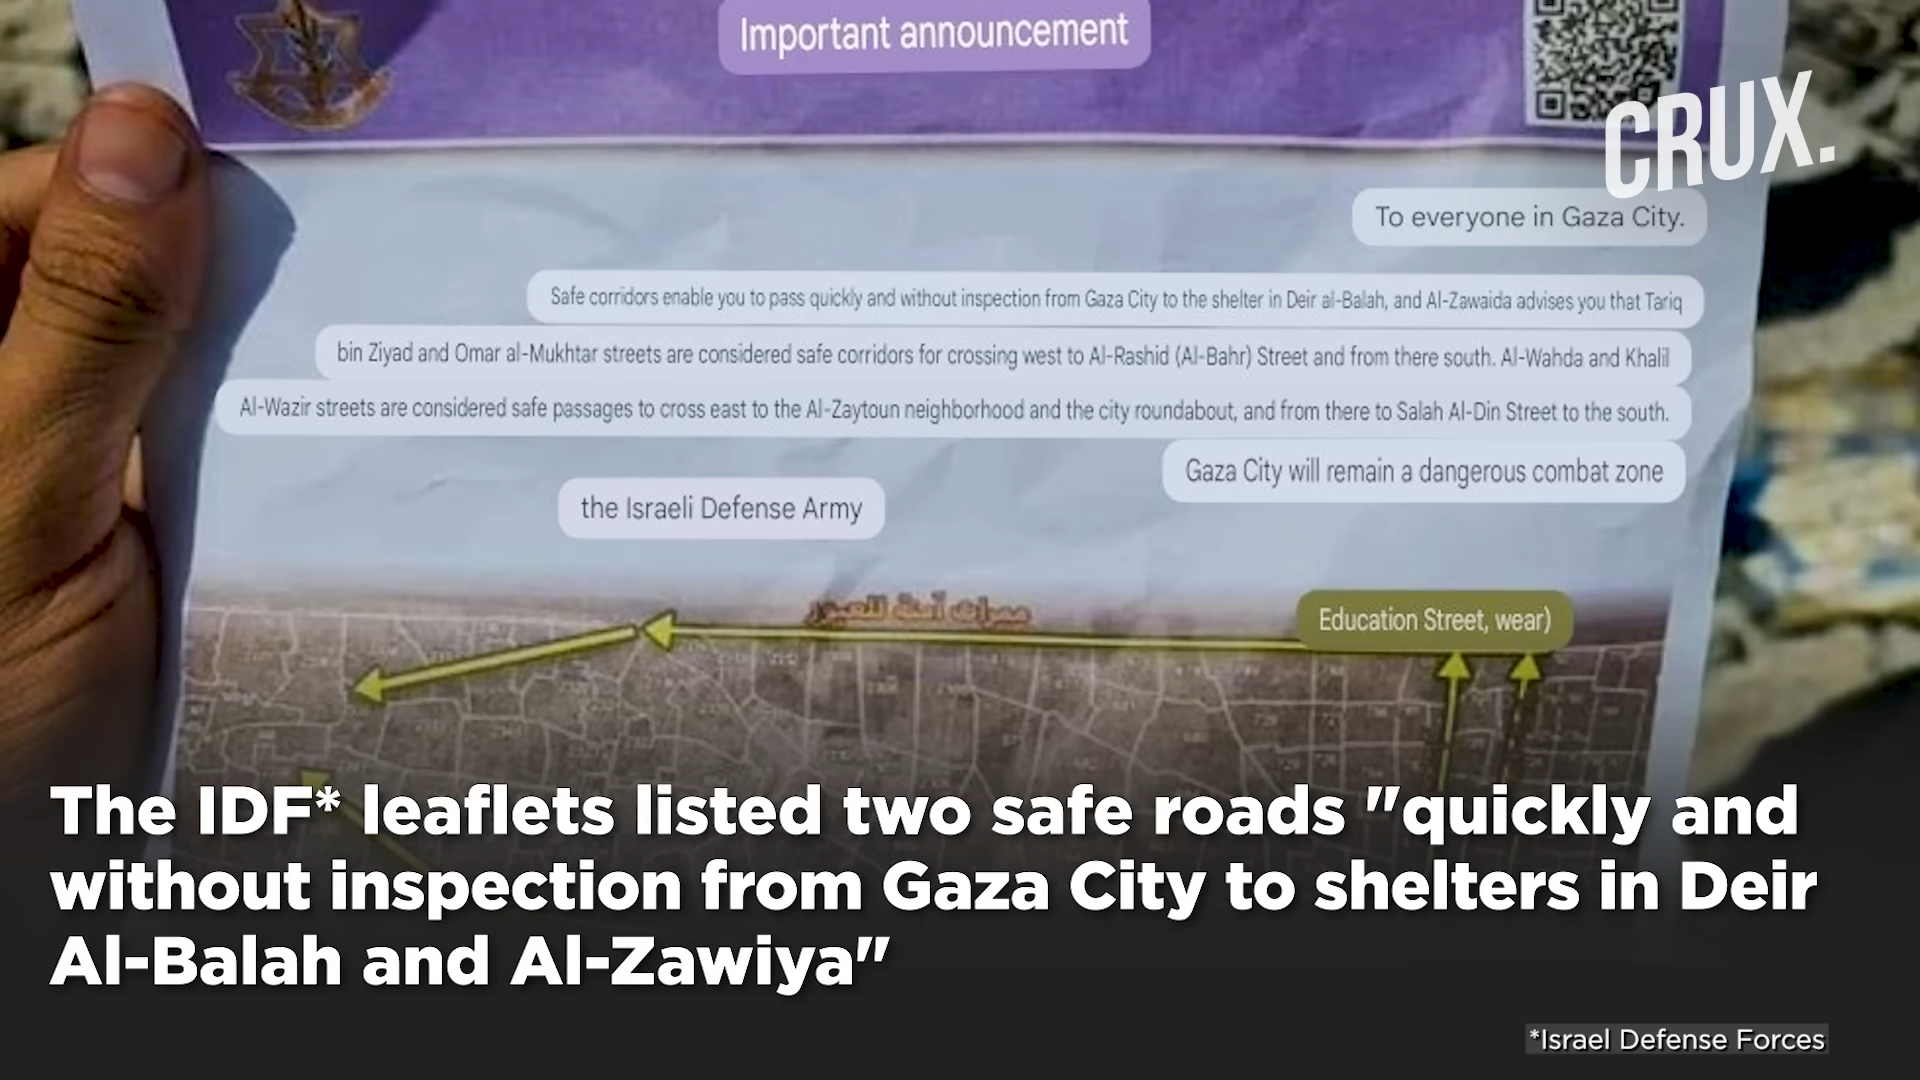 Important announcement
CRUX.
To everyone in Gaza City.
Safe corridors enable you to pass quickly and without inspection from Gaza City to the shelter in Deir al-Balah, and Al-Zawaida advises you that Tariq
bin Ziyad and Omar al-Mukhtar streets are considered safe corridors for crossing west to Al-Rashid (Al-Bahr) Street and from there south. Al-Wahda and Khalil
Al-Wazir streets are considered safe passages to cross east to the Al-Zaytoun neighborhood and the city roundabout, and from there to Salah Al-Din Street to the south.
Gaza City will remain a dangerous combat zone
the Israeli Defense Army
ممرات آمنة للعبور
Education Street, wear)
The IDF* leaflets listed two safe roads "quickly and
without inspection from Gaza City to shelters in Deir
Al-Balah and Al-Zawiya"
*Israel Defense Forces